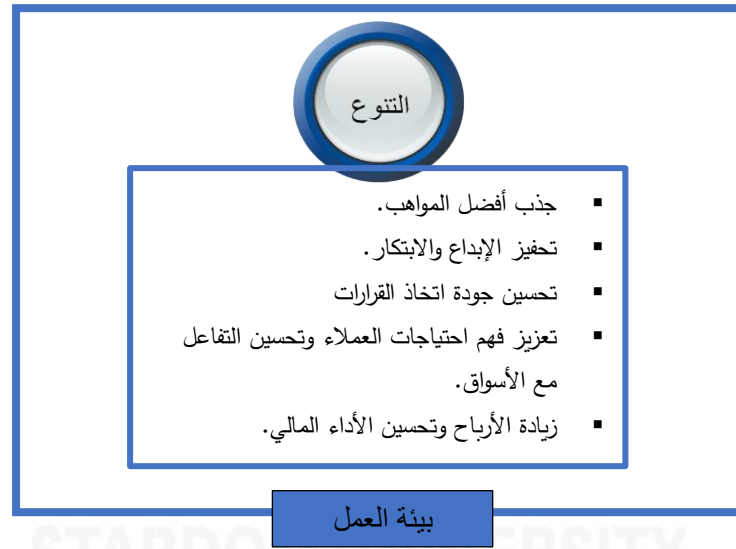 التنوع
▪ جذب أفضل المواهب.
▪ تحفيز الإبداع والابتكار.
▪ تحسين جودة اتخاذ القرارات
▪ تعزيز فهم احتياجات العملاء وتحسين التفاعل
مع الأسواق.
▪ زيادة الأرباح وتحسين الأداء المالي.
بيئة العمل